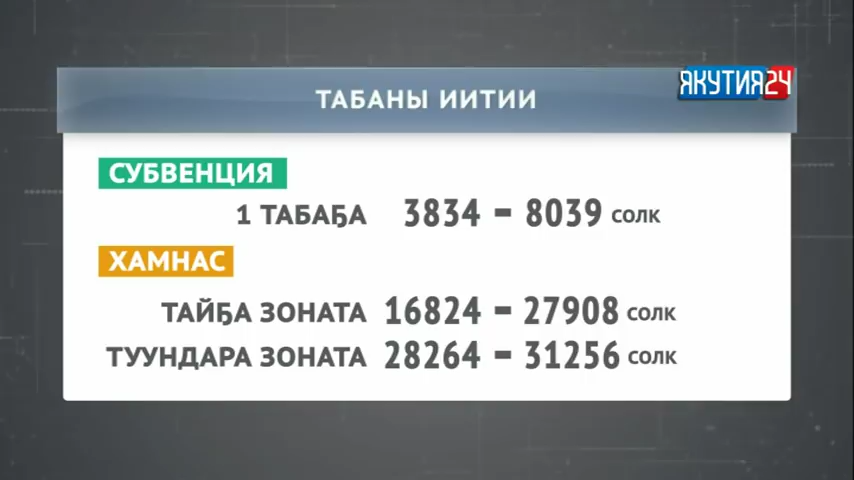 ЯКУТИЯ24
ТАБАНЫ ИИТИИ
СУБВЕНЦИЯ
1 ТАБАҔА 3834 - 8039 солк
ХАМНАС
ТАЙҔА ЗОНАТА 16824 - 27908 солк
ТУУНДАРА ЗОНАТА 28264 - 31256 солк